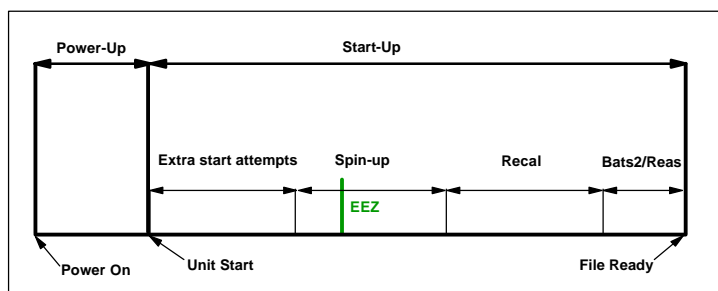 Power-Up
Start-Up
Extra start attempts
Spin-up
Recal
Bats2/Reas
EEZ
Power On
Unit Start
File Ready